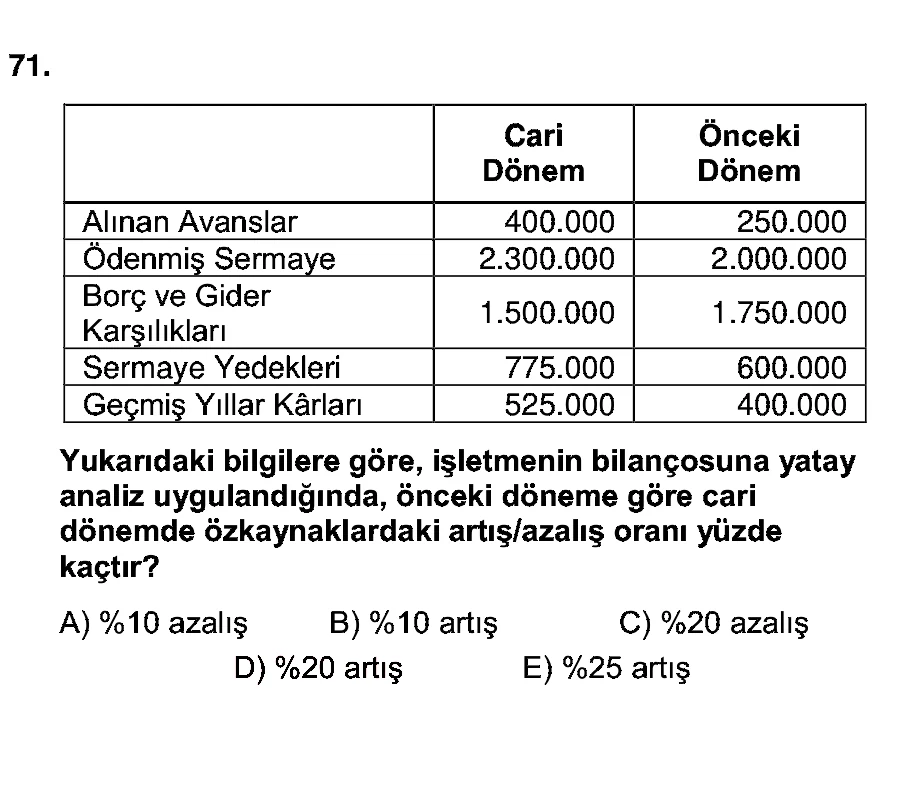 71.
Cari Dönem Önceki Dönem
Alınan Avanslar 400.000 250.000
Ödenmiş Sermaye 2.300.000 2.000.000
Borç ve Gider Karşılıkları 1.500.000 1.750.000
Sermaye Yedekleri 775.000 600.000
Geçmiş Yıllar Kârları 525.000 400.000
Yukarıdaki bilgilere göre, işletmenin bilançosuna yatay
analiz uygulandığında, önceki döneme göre cari
dönemde özkaynaklardaki artış/azalış oranı yüzde
kaçtır?
A) %10 azalış B) %10 artış C) %20 azalış
D) %20 artış E) %25 artış